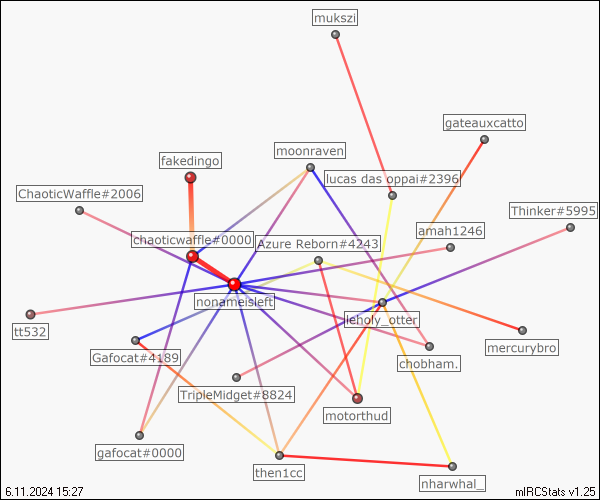 mukszi
gateauxcatto
moonraven
fakedingo
lucas das oppai#2396
ChaoticWaffle#2006
Thinker#5995
amah1246
chaoticwaffle#0000
Azure Reborn#4243
nonameisleft
leholy_otter
tt532
Gafocat#4189
mercurybro
chobham.
TripleMidget#8824
motorthud
gafocat#0000
then1cc
nharwhal_
6.11.2024 15:27
mIRCStats v1.25